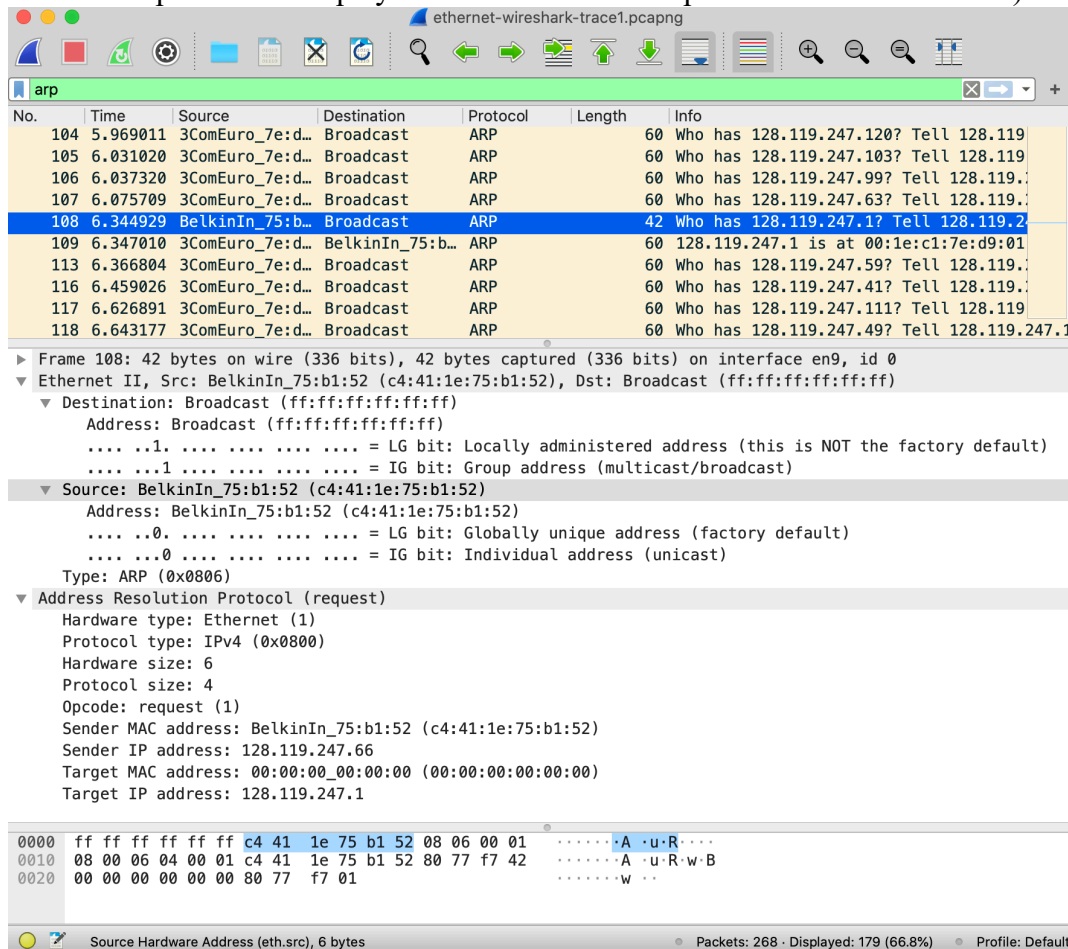 ethernet-wireshark-trace1.pcapng
arp
+
No. Time Source Destination Protocol Length Info
104 5.969011 3ComEuro_7e:d… Broadcast ARP 60 Who has 128.119.247.120? Tell 128.119
105 6.031020 3ComEuro_7e:d… Broadcast ARP 60 Who has 128.119.247.103? Tell 128.119
106 6.037320 3ComEuro_7e:d… Broadcast ARP 60 Who has 128.119.247.99? Tell 128.119.
107 6.075709 3ComEuro_7e:d… Broadcast ARP 60 Who has 128.119.247.63? Tell 128.119.
108 6.344929 BelkinIn_75:b… Broadcast ARP 42 Who has 128.119.247.1? Tell 128.119.24
109 6.347010 3ComEuro_7e:d… BelkinIn_75:b… ARP 60 128.119.247.1 is at 00:1e:c1:7e:d9:01
113 6.366804 3ComEuro_7e:d… Broadcast ARP 60 Who has 128.119.247.59? Tell 128.119.
116 6.459026 3ComEuro_7e:d… Broadcast ARP 60 Who has 128.119.247.41? Tell 128.119.
117 6.626891 3ComEuro_7e:d… Broadcast ARP 60 Who has 128.119.247.111? Tell 128.119
118 6.643177 3ComEuro_7e:d… Broadcast ARP 60 Who has 128.119.247.49? Tell 128.119.247.1
Frame 108: 42 bytes on wire (336 bits), 42 bytes captured (336 bits) on interface en9, id 0
Ethernet II, Src: BelkinIn_75:b1:52 (c4:41:1e:75:b1:52), Dst: Broadcast (ff:ff:ff:ff:ff:ff)
Destination: Broadcast (ff:ff:ff:ff:ff:ff)
Address: Broadcast (ff:ff:ff:ff:ff:ff)
.... ..1. .... .... .... .... = LG bit: Locally administered address (this is NOT the factory default)
.... ...1 .... .... .... .... = IG bit: Group address (multicast/broadcast)
Source: BelkinIn_75:b1:52 (c4:41:1e:75:b1:52)
Address: BelkinIn_75:b1:52 (c4:41:1e:75:b1:52)
.... ..0. .... .... .... .... = LG bit: Globally unique address (factory default)
.... ...0 .... .... .... .... = IG bit: Individual address (unicast)
Type: ARP (0x0806)
Address Resolution Protocol (request)
Hardware type: Ethernet (1)
Protocol type: IPv4 (0x0800)
Hardware size: 6
Protocol size: 4
Opcode: request (1)
Sender MAC address: BelkinIn_75:b1:52 (c4:41:1e:75:b1:52)
Sender IP address: 128.119.247.66
Target MAC address: 00:00:00_00:00:00 (00:00:00:00:00:00)
Target IP address: 128.119.247.1
0000 ff ff ff ff ff ff c4 41 1e 75 b1 52 08 06 00 01 ·······A ·u·R····
0010 08 00 06 04 00 01 c4 41 1e 75 b1 52 80 77 f7 42 ·······A ·u·R·w·B
0020 00 00 00 00 00 00 80 77 f7 01 ·······w ··
Source Hardware Address (eth.src), 6 bytes
Packets: 268 · Displayed: 179 (66.8%)
Profile: Default